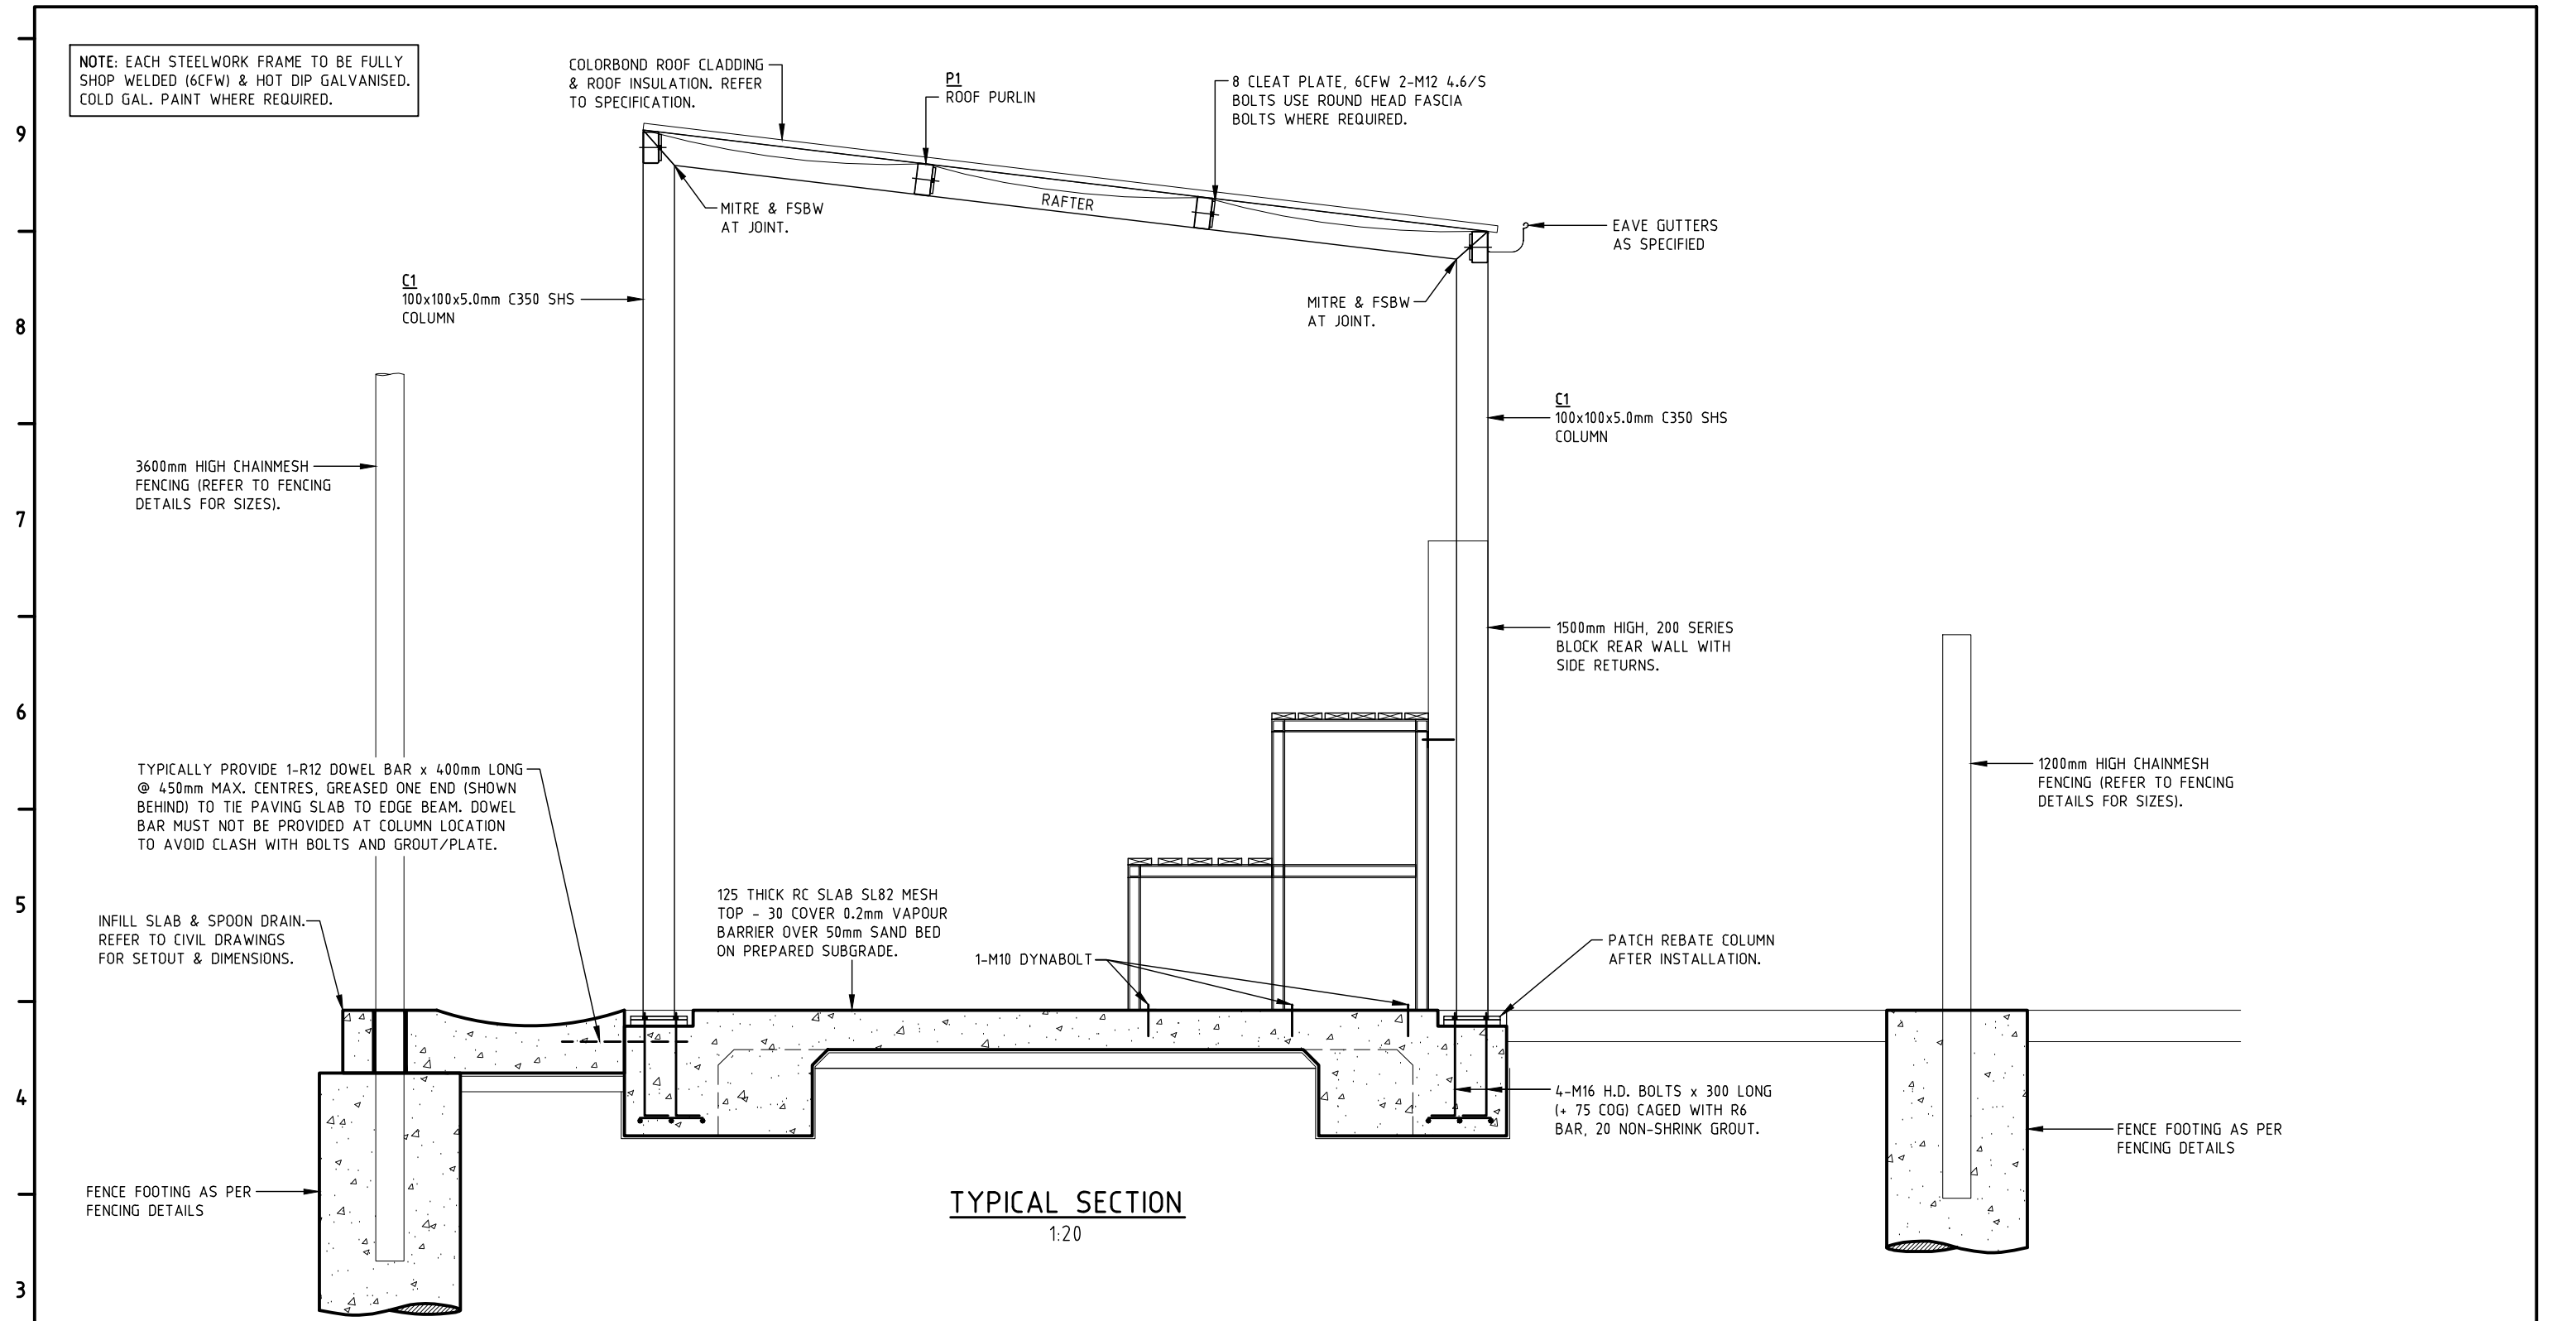 NOTE: EACH STEELWORK FRAME TO BE FULLY
SHOP WELDED (6CFW) & HOT DIP GALVANISED.
COLD GAL. PAINT WHERE REQUIRED.
COLORBOND ROOF CLADDING
& ROOF INSULATION. REFER
TO SPECIFICATION.
P1
ROOF PURLIN
8 CLEAT PLATE, 6CFW 2-M12 4.6/S
BOLTS USE ROUND HEAD FASCIA
BOLTS WHERE REQUIRED.
9
MITRE & FSBW
AT JOINT.
RAFTER
EAVE GUTTERS
AS SPECIFIED
C1
100x100x5.0mm C350 SHS
COLUMN
MITRE & FSBW
AT JOINT.
8
C1
100x100x5.0mm C350 SHS
COLUMN
3600mm HIGH CHAINMESH
FENCING (REFER TO FENCING
DETAILS FOR SIZES).
7
1500mm HIGH, 200 SERIES
BLOCK REAR WALL WITH
SIDE RETURNS.
6
TYPICALLY PROVIDE 1-R12 DOWEL BAR x 400mm LONG
@ 450mm MAX. CENTRES, GREASED ONE END (SHOWN
BEHIND) TO TIE PAVING SLAB TO EDGE BEAM. DOWEL
BAR MUST NOT BE PROVIDED AT COLUMN LOCATION
TO AVOID CLASH WITH BOLTS AND GROUT/PLATE.
1200mm HIGH CHAINMESH
FENCING (REFER TO FENCING
DETAILS FOR SIZES).
5
INFILL SLAB & SPOON DRAIN.
REFER TO CIVIL DRAWINGS
FOR SETOUT & DIMENSIONS.
125 THICK RC SLAB SL82 MESH
TOP - 30 COVER 0.2mm VAPOUR
BARRIER OVER 50mm SAND BED
ON PREPARED SUBGRADE.
1-M10 DYNABOLT
PATCH REBATE COLUMN
AFTER INSTALLATION.
4
4-M16 H.D. BOLTS x 300 LONG
(+ 75 COG) CAGED WITH R6
BAR, 20 NON-SHRINK GROUT.
FENCE FOOTING AS PER
FENCING DETAILS
FENCE FOOTING AS PER
FENCING DETAILS
TYPICAL SECTION
1:20
3